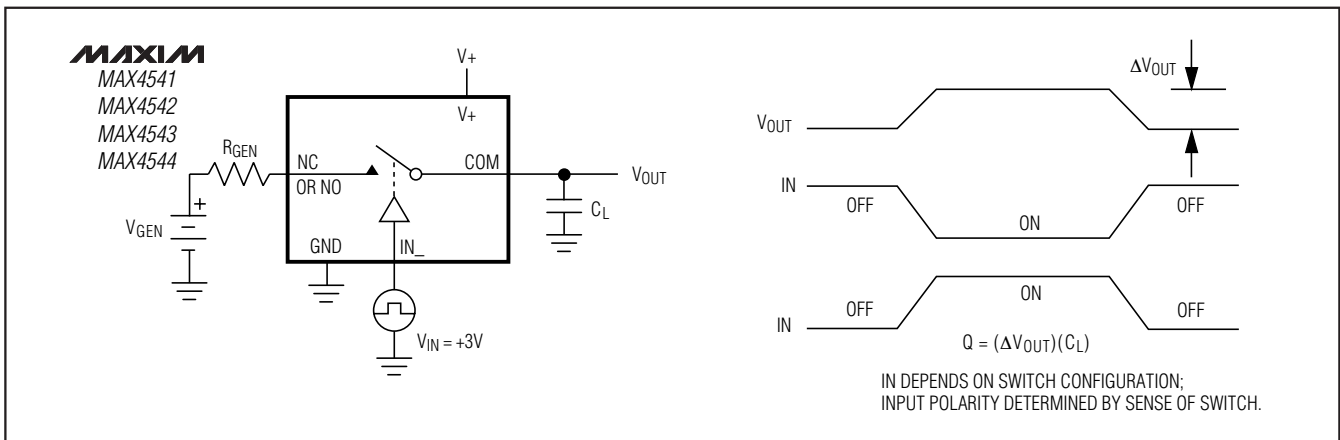 MAXIM
MAX4541
MAX4542
MAX4543
MAX4544
V+
V+
RGEN
NC
OR NO
COM
VOUT
CL
+
VGEN
GND
IN_
VIN = +3V
ΔVOUT
VOUT
IN
OFF
ON
OFF
IN
OFF
ON
OFF
Q = (ΔVOUT)(CL)
IN DEPENDS ON SWITCH CONFIGURATION;
INPUT POLARITY DETERMINED BY SENSE OF SWITCH.